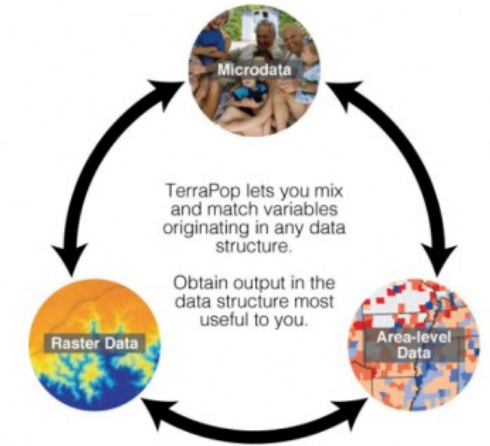 Microdata
TerraPop lets you mix
and match variables
originating in any data
structure.
Obtain output in the
data structure most
useful to you.
Raster Data
Area-level
Data